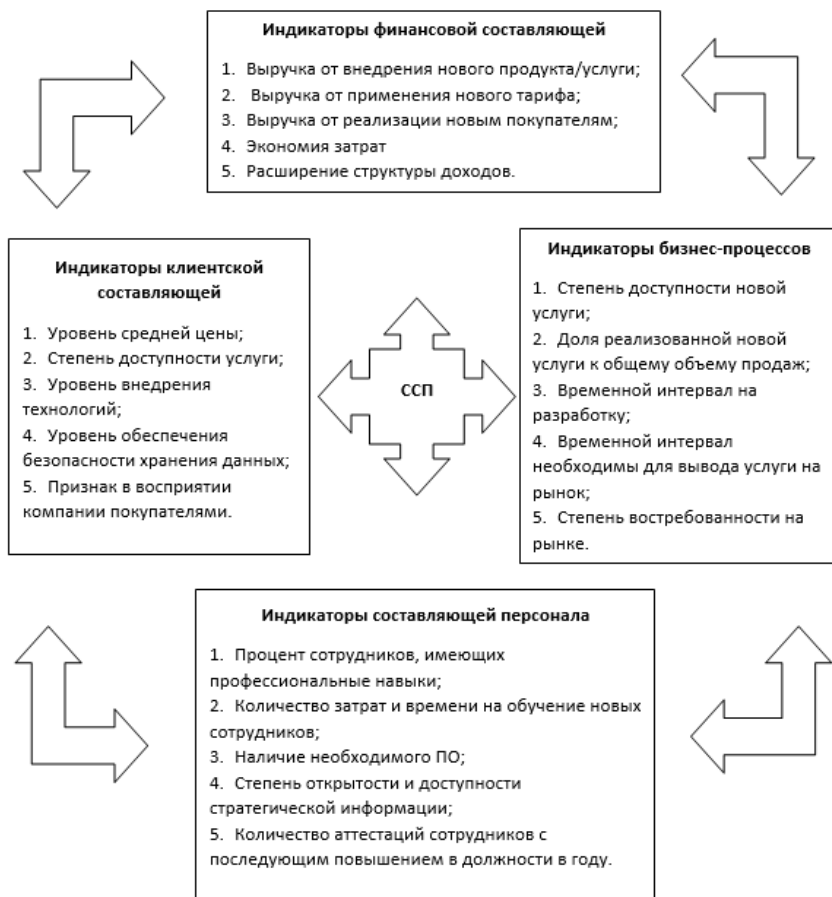 Индикаторы финансовой составляющей
1. Выручка от внедрения нового продукта/услуги;
2. Выручка от применения нового тарифа;
3. Выручка от реализации новым покупателям;
4. Экономия затрат
5. Расширение структуры доходов.
Индикаторы клиентской
составляющей
1. Уровень средней цены;
2. Степень доступности услуги;
3. Уровень внедрения
технологий;
4. Уровень обеспечения
безопасности хранения данных;
5. Признак в восприятии
компании покупателями.
ССП
Индикаторы бизнес-процессов
1. Степень доступности новой
услуги;
2. Доля реализованной новой
услуги к общему объему продаж;
3. Временной интервал на
разработку;
4. Временной интервал
необходимы для вывода услуги на
рынок;
5. Степень востребованности на
рынке.
Индикаторы составляющей персонала
1. Процент сотрудников, имеющих
профессиональные навыки;
2. Количество затрат и времени на обучение новых
сотрудников;
3. Наличие необходимого ПО;
4. Степень открытости и доступности
стратегической информации;
5. Количество аттестаций сотрудников с
последующим повышением в должности в году.